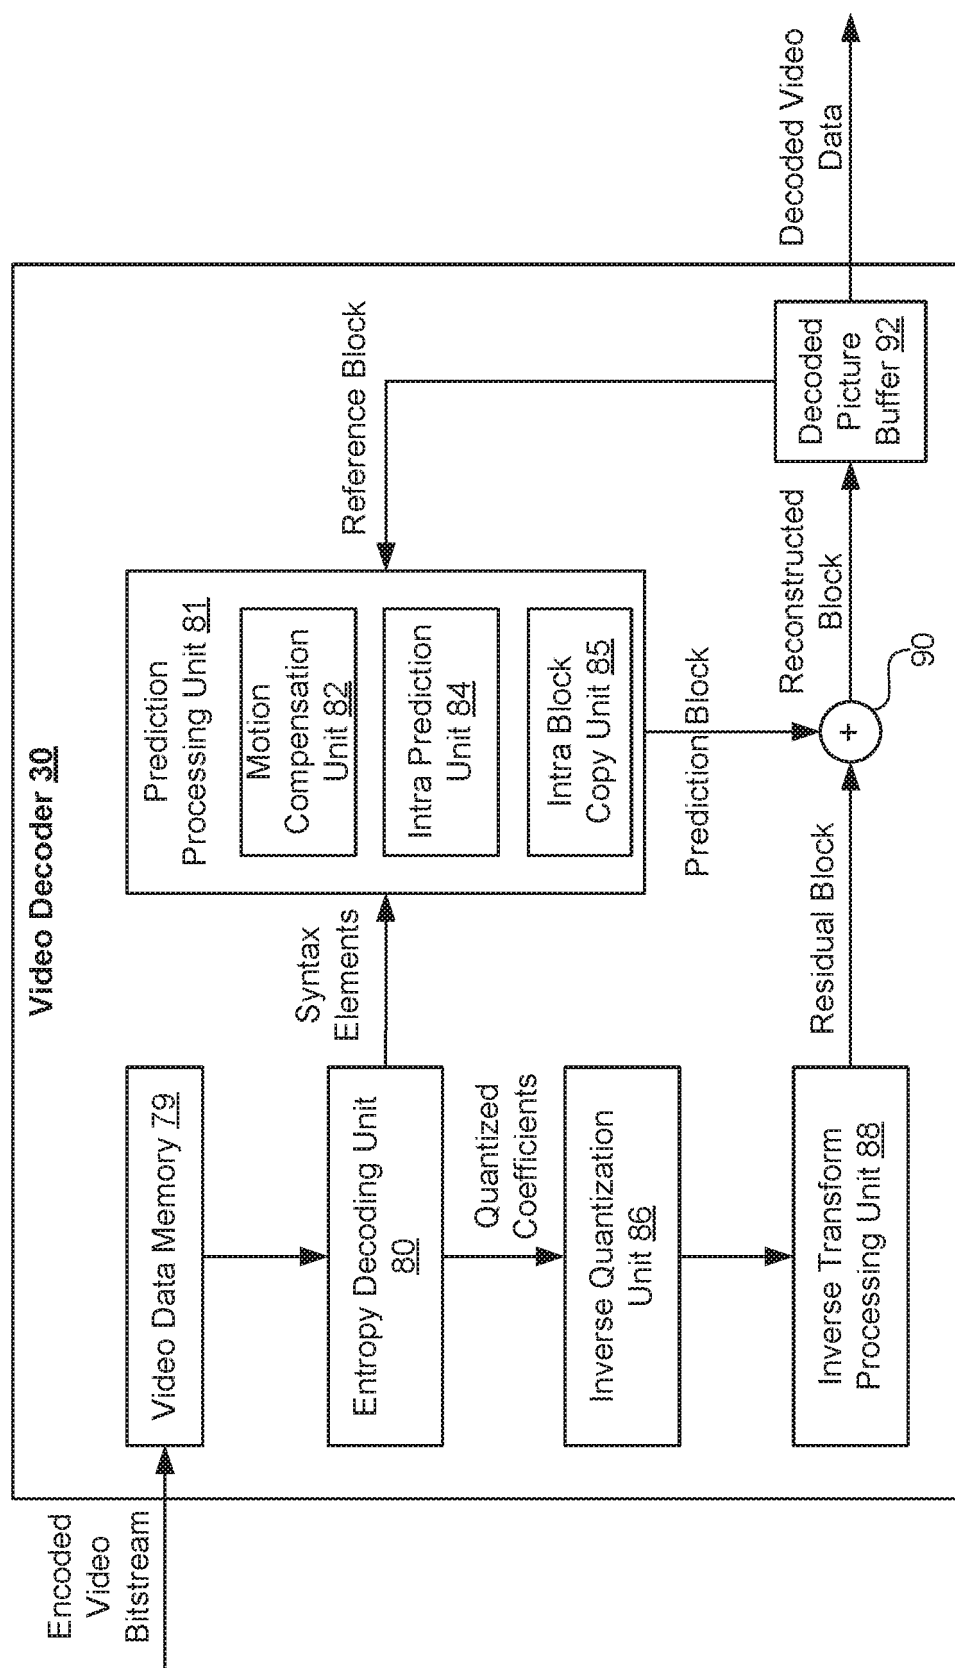 Video Decoder 30
Encoded
Video
Bitstream
Video Data Memory 79
Entropy Decoding Unit
80
Syntax
Elements
Quantized
Coefficients
Inverse Quantization
Unit 86
Inverse Transform
Processing Unit 88
Residual Block
Prediction
Processing Unit 81
Motion
Compensation
Unit 82
Intra Prediction
Unit 84
Intra Block
Copy Unit 85
Prediction Block
Reference Block
+
90
Reconstructed
Block
Decoded
Picture
Buffer 92
Decoded Video
Data